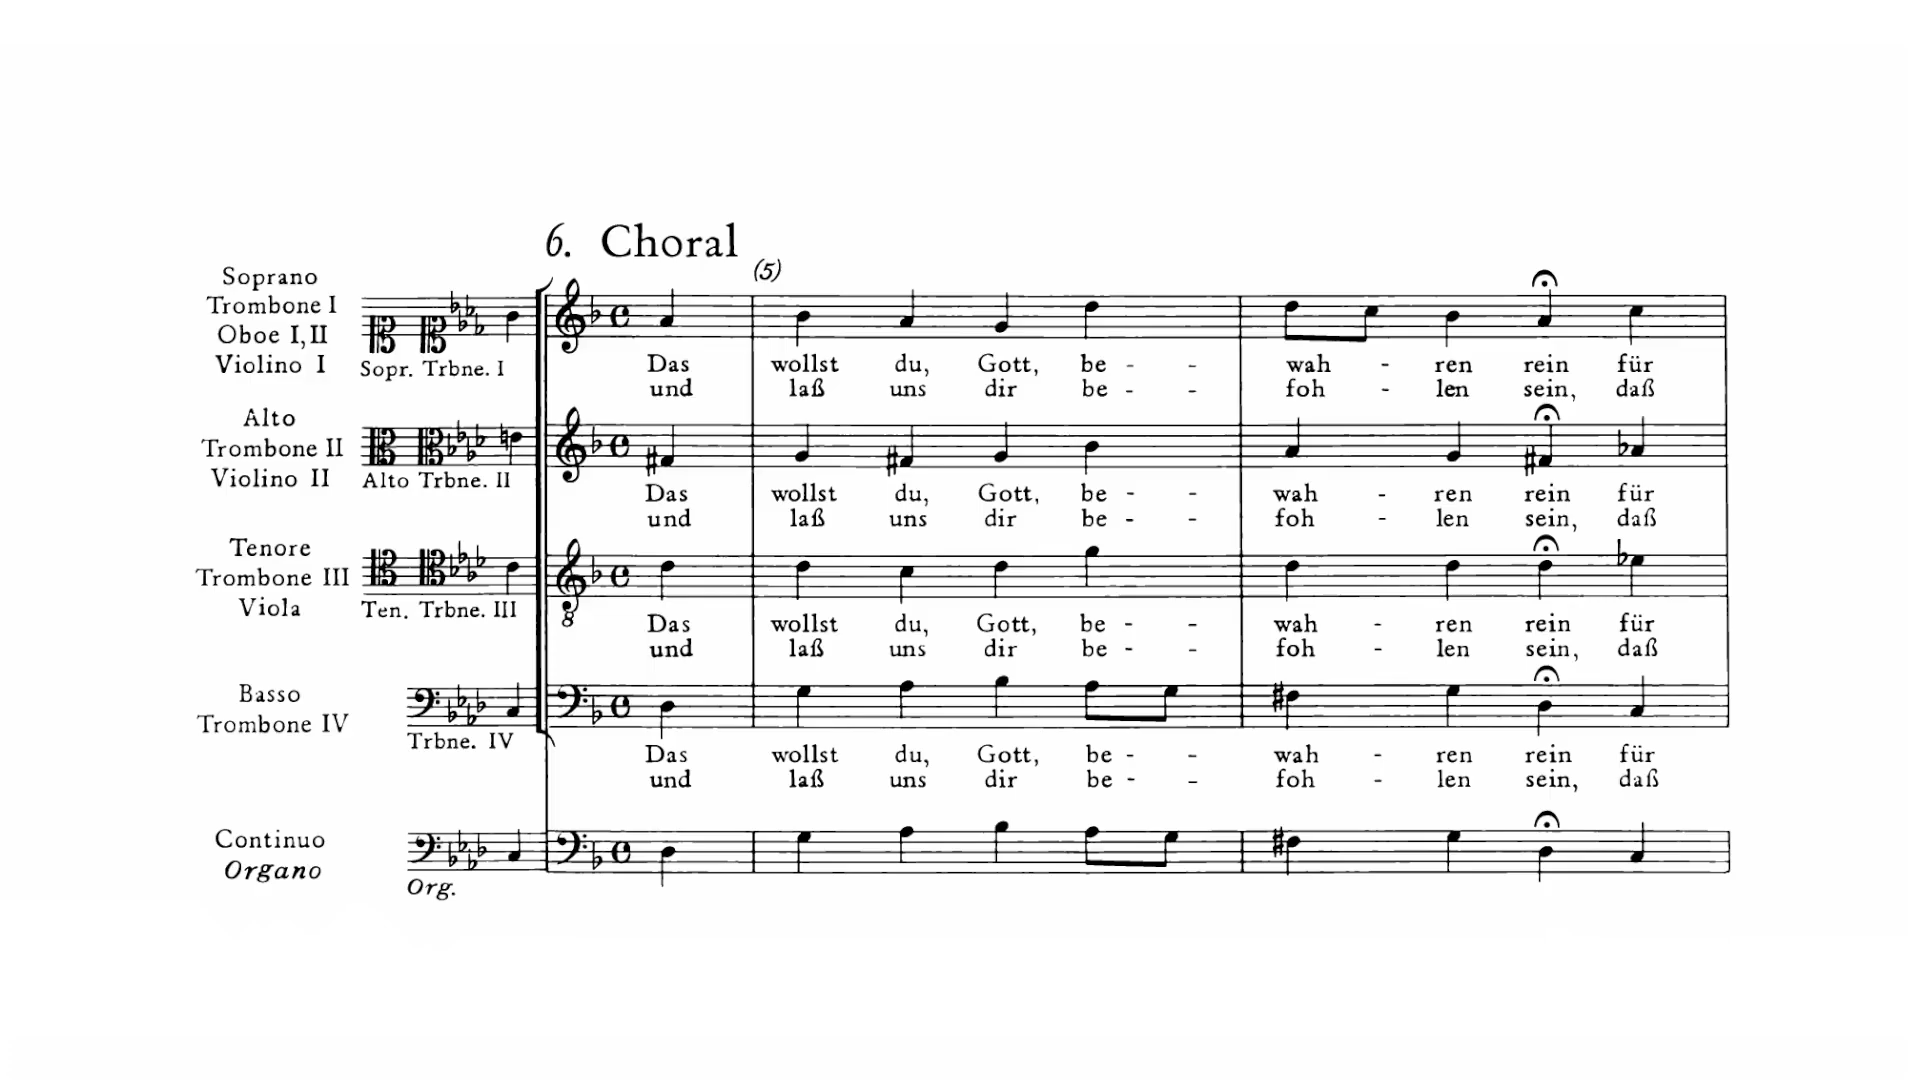 6. Choral
(5)
Soprano
Trombone I
Oboe I, II
Violino I
Sopr. Trbne. I
Das wollst du, Gott, be - - wah - ren rein für
und laß uns dir be - - foh - len sein, daß
Alto
Trombone II
Violino II
Alto Trbne. II
Das wollst du, Gott, be - - wah - ren rein für
und laß uns dir be - - foh - len sein, daß
Tenore
Trombone III
Viola
Ten. Trbne. III
8
Das wollst du, Gott, be - - wah - ren rein für
und laß uns dir be - - foh - len sein, daß
Basso
Trombone IV
Trbne. IV
Das wollst du, Gott, be - - wah - ren rein für
und laß uns dir be - - foh - len sein, daß
Continuo
Organo
Org.